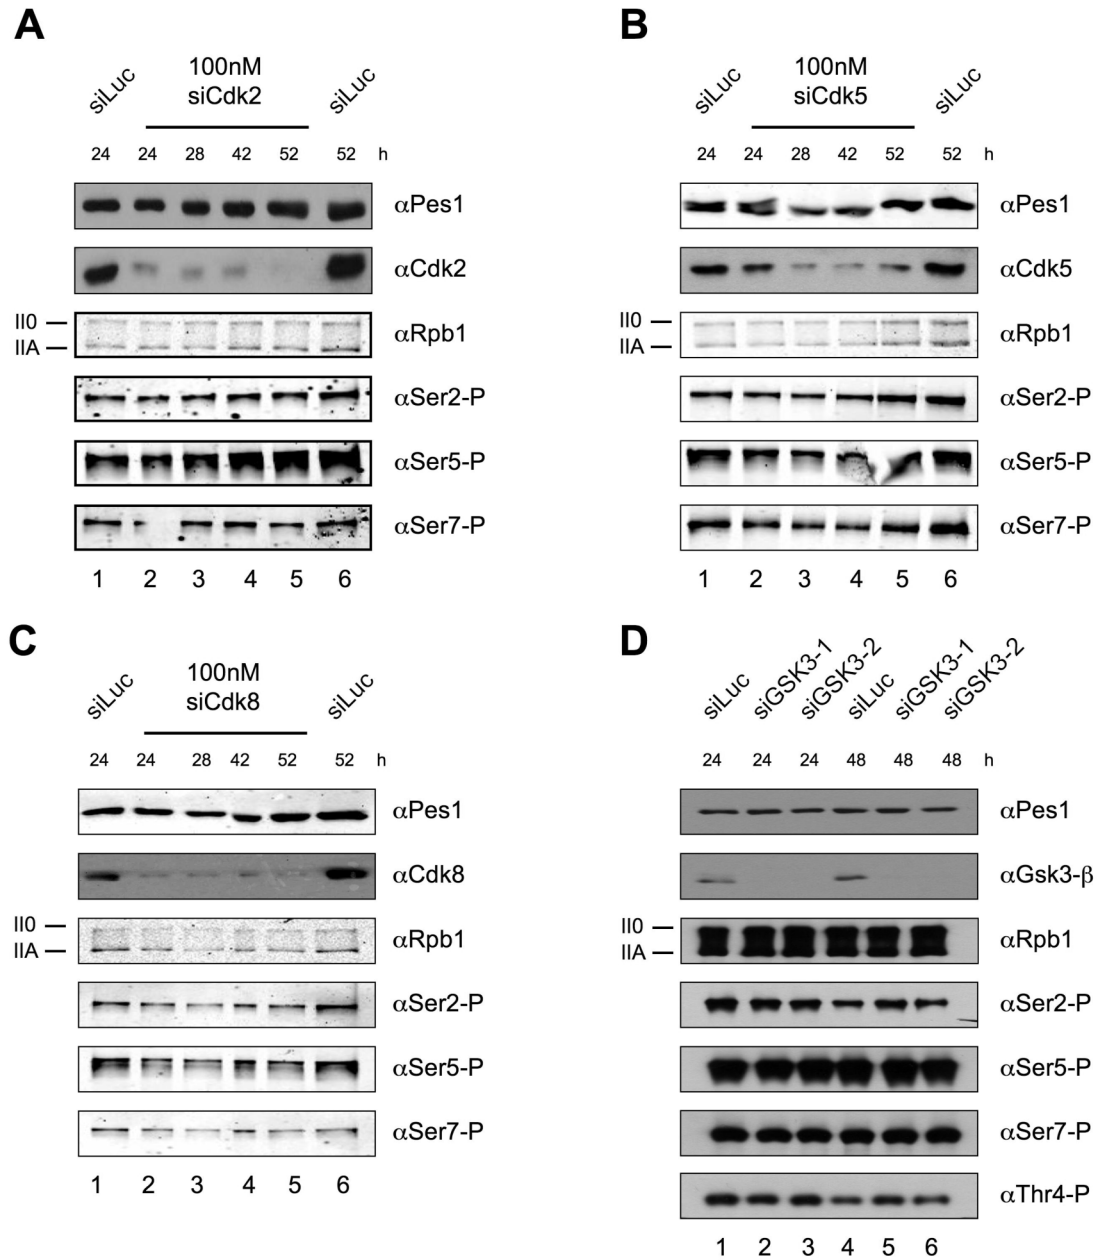 A
siLuc
100nM
siCdk2
siLuc
24 24 28 42 52 52 h
αPes1
αCdk2
II0
IIA
αRpb1
αSer2-P
αSer5-P
αSer7-P
1 2 3 4 5 6
B
siLuc
100nM
siCdk5
siLuc
24 24 28 42 52 52 h
αPes1
αCdk5
II0
IIA
αRpb1
αSer2-P
αSer5-P
αSer7-P
1 2 3 4 5 6
C
siLuc
100nM
siCdk8
siLuc
24 24 28 42 52 52 h
αPes1
αCdk8
II0
IIA
αRpb1
αSer2-P
αSer5-P
αSer7-P
1 2 3 4 5 6
D
siLuc
siGSK3-1
siGSK3-2
siLuc
siGSK3-1
siGSK3-2
24 24 24 48 48 48 h
αPes1
αGsk3-β
II0
IIA
αRpb1
αSer2-P
αSer5-P
αSer7-P
αThr4-P
1 2 3 4 5 6